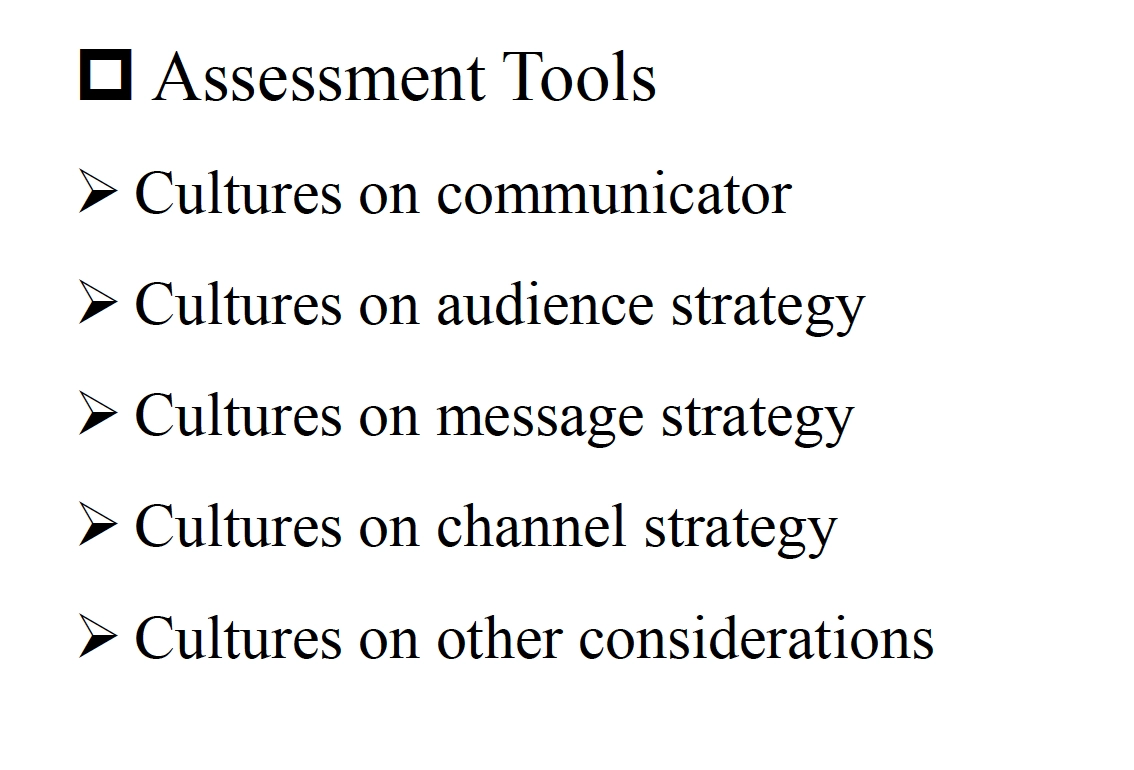 Assessment Tools
Cultures on communicator
Cultures on audience strategy
Cultures on message strategy
Cultures on channel strategy
Cultures on other considerations